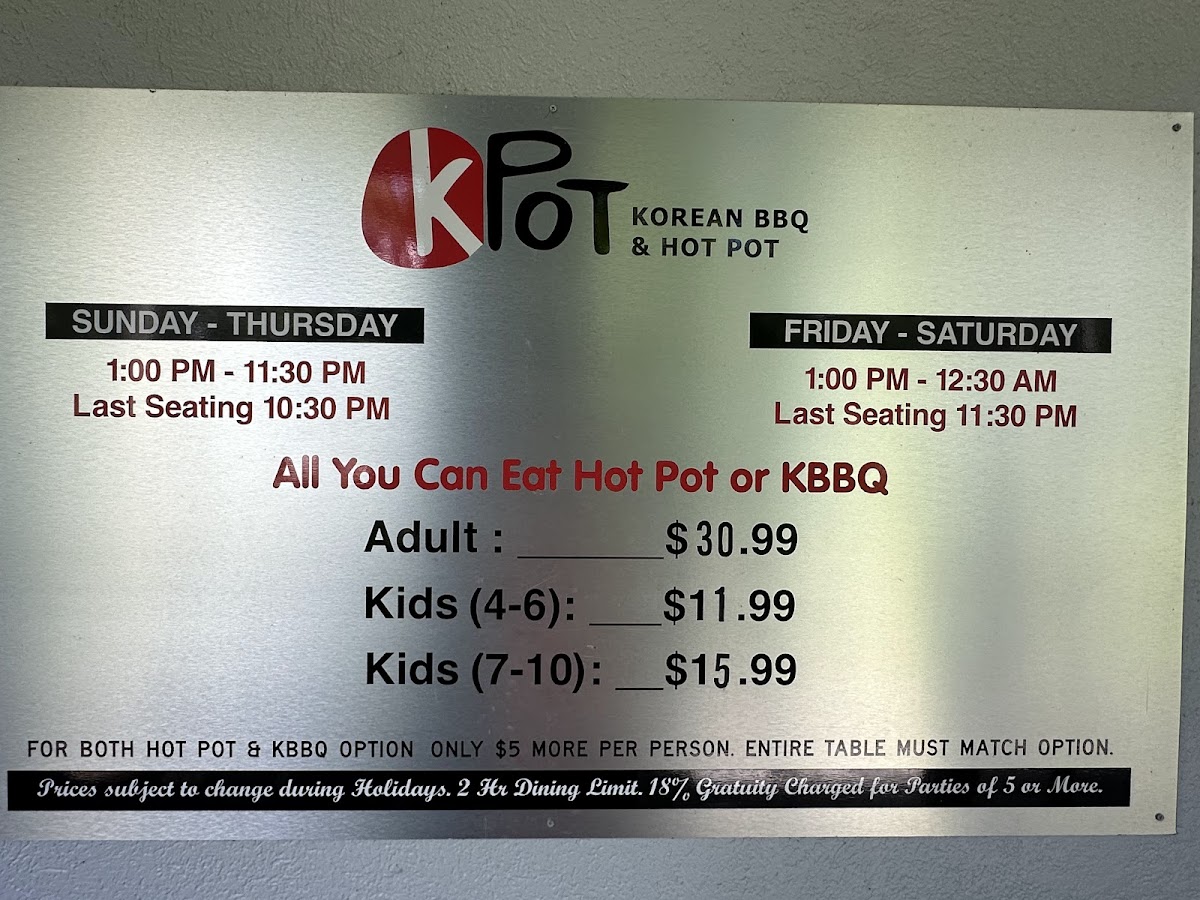 KPOT
KOREAN BBQ
& HOT POT
SUNDAY - THURSDAY
1:00 PM - 11:30 PM
Last Seating 10:30 PM
FRIDAY - SATURDAY
1:00 PM - 12:30 AM
Last Seating 11:30 PM
All You Can Eat Hot Pot or KBBQ
Adult : ______$30.99
Kids (4-6): ___$11.99
Kids (7-10): __$15.99
FOR BOTH HOT POT & KBBQ OPTION ONLY $5 MORE PER PERSON. ENTIRE TABLE MUST MATCH OPTION.
Prices subject to change during Holidays. 2 Hr Dining Limit. 18% Gratuity Charged for Parties of 5 or More.